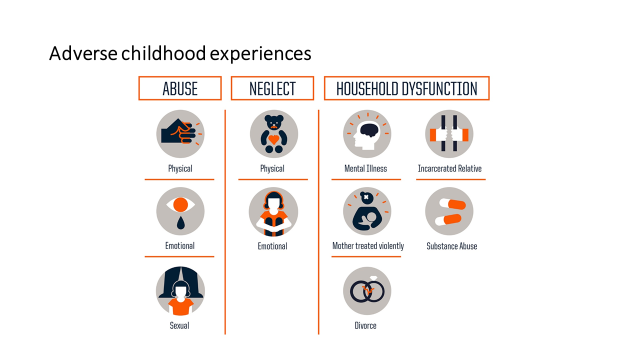 Adverse childhood experiences
ABUSE
NEGLECT
HOUSEHOLD DYSFUNCTION
Physical
Physical
Mental Illness
Incarcerated Relative
Emotional
Emotional
Mother treated violently
Substance Abuse
Sexual
Divorce